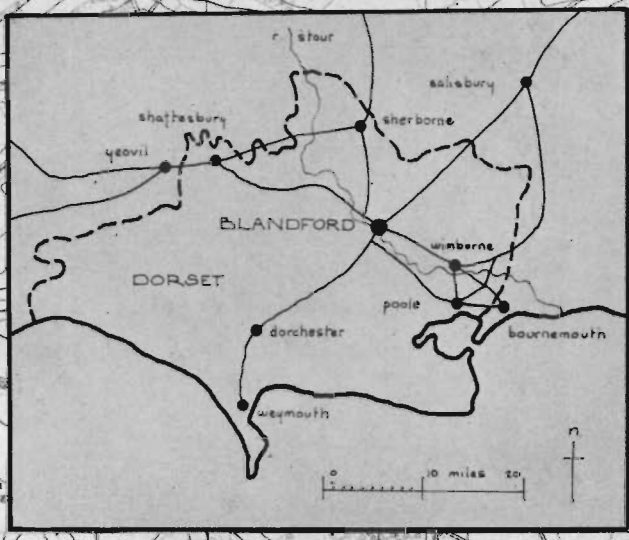 r. stour
salisbury
shaftesbury
sherborne
yeovil
BLANDFORD
wimborne
DORSET
poole
dorchester
bournemouth
weymouth
n
0 10 miles 20